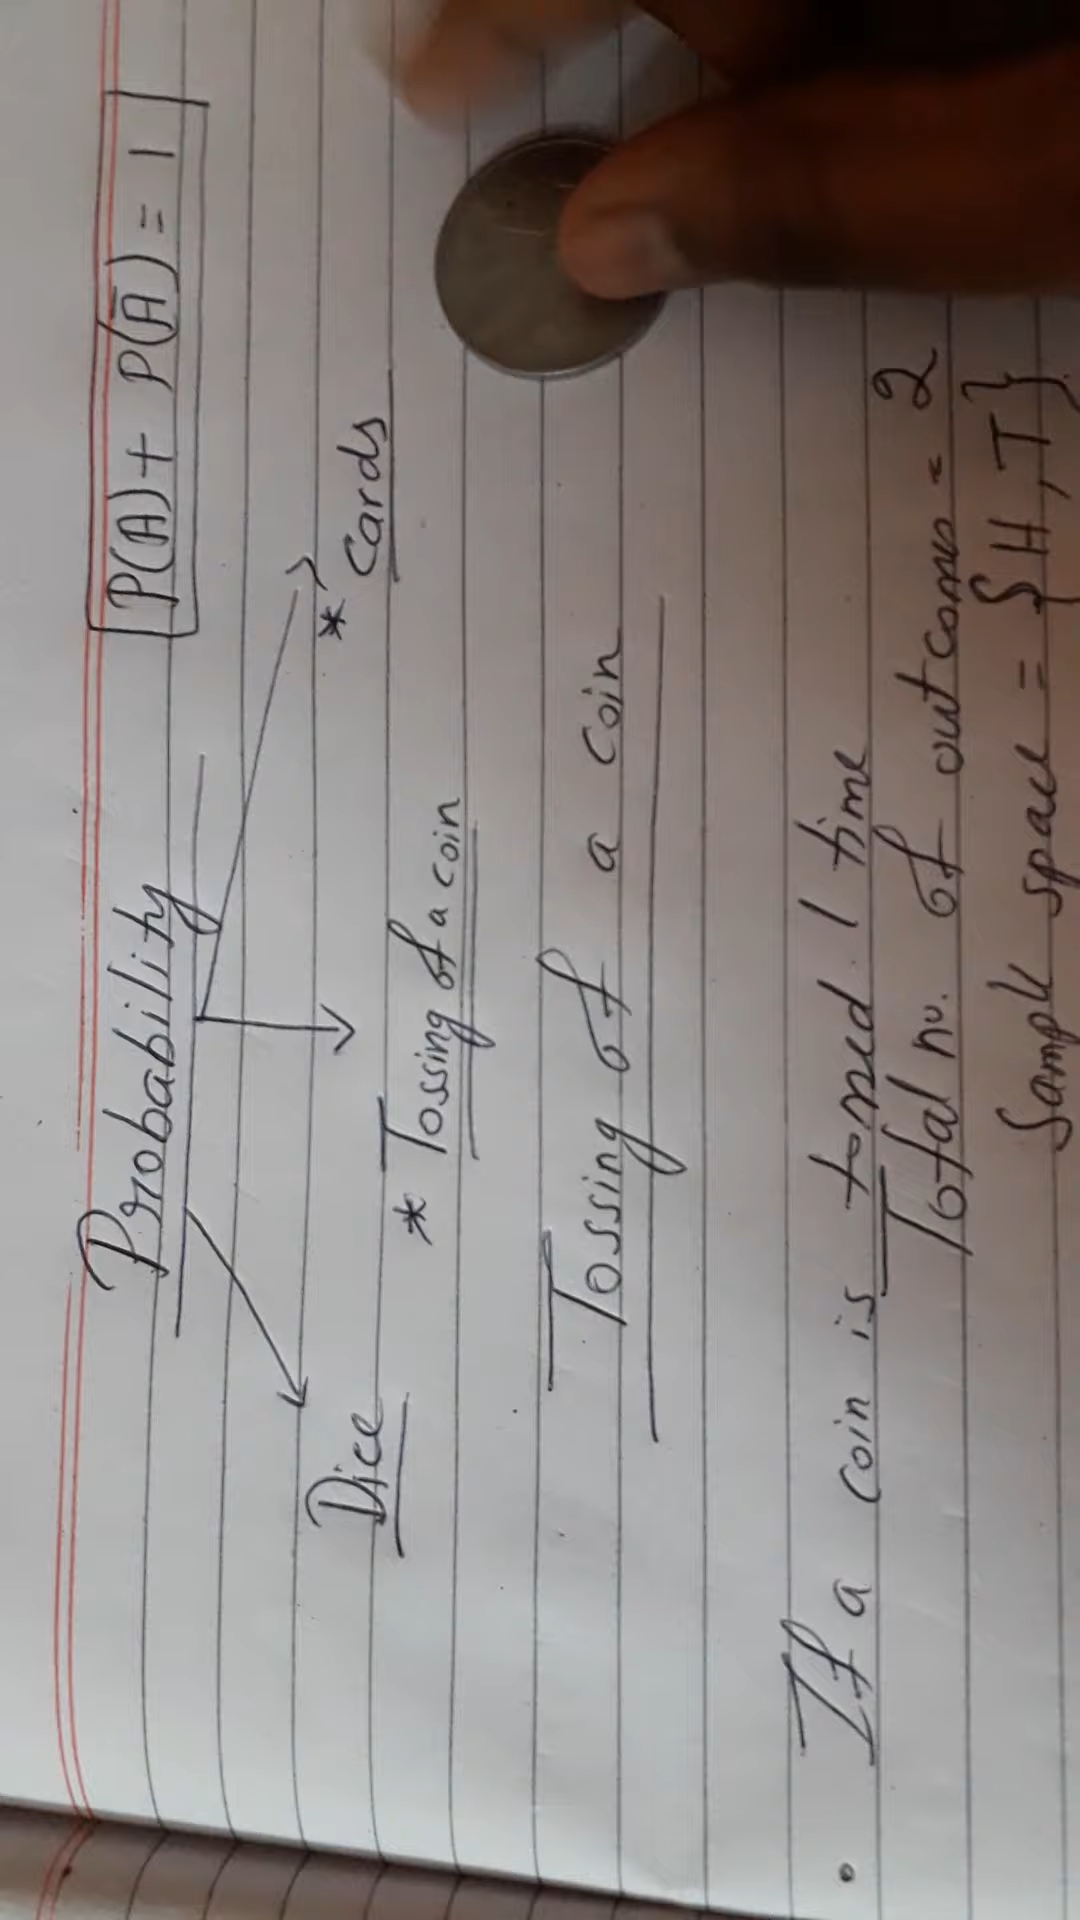 Probability
P(A) + P(Ā) = 1
Dice
* Tossing of a coin
* Cards
Tossing of a coin
. If a coin is tossed 1 time
Total no. of outcomes = 2
Sample space = {H, T}